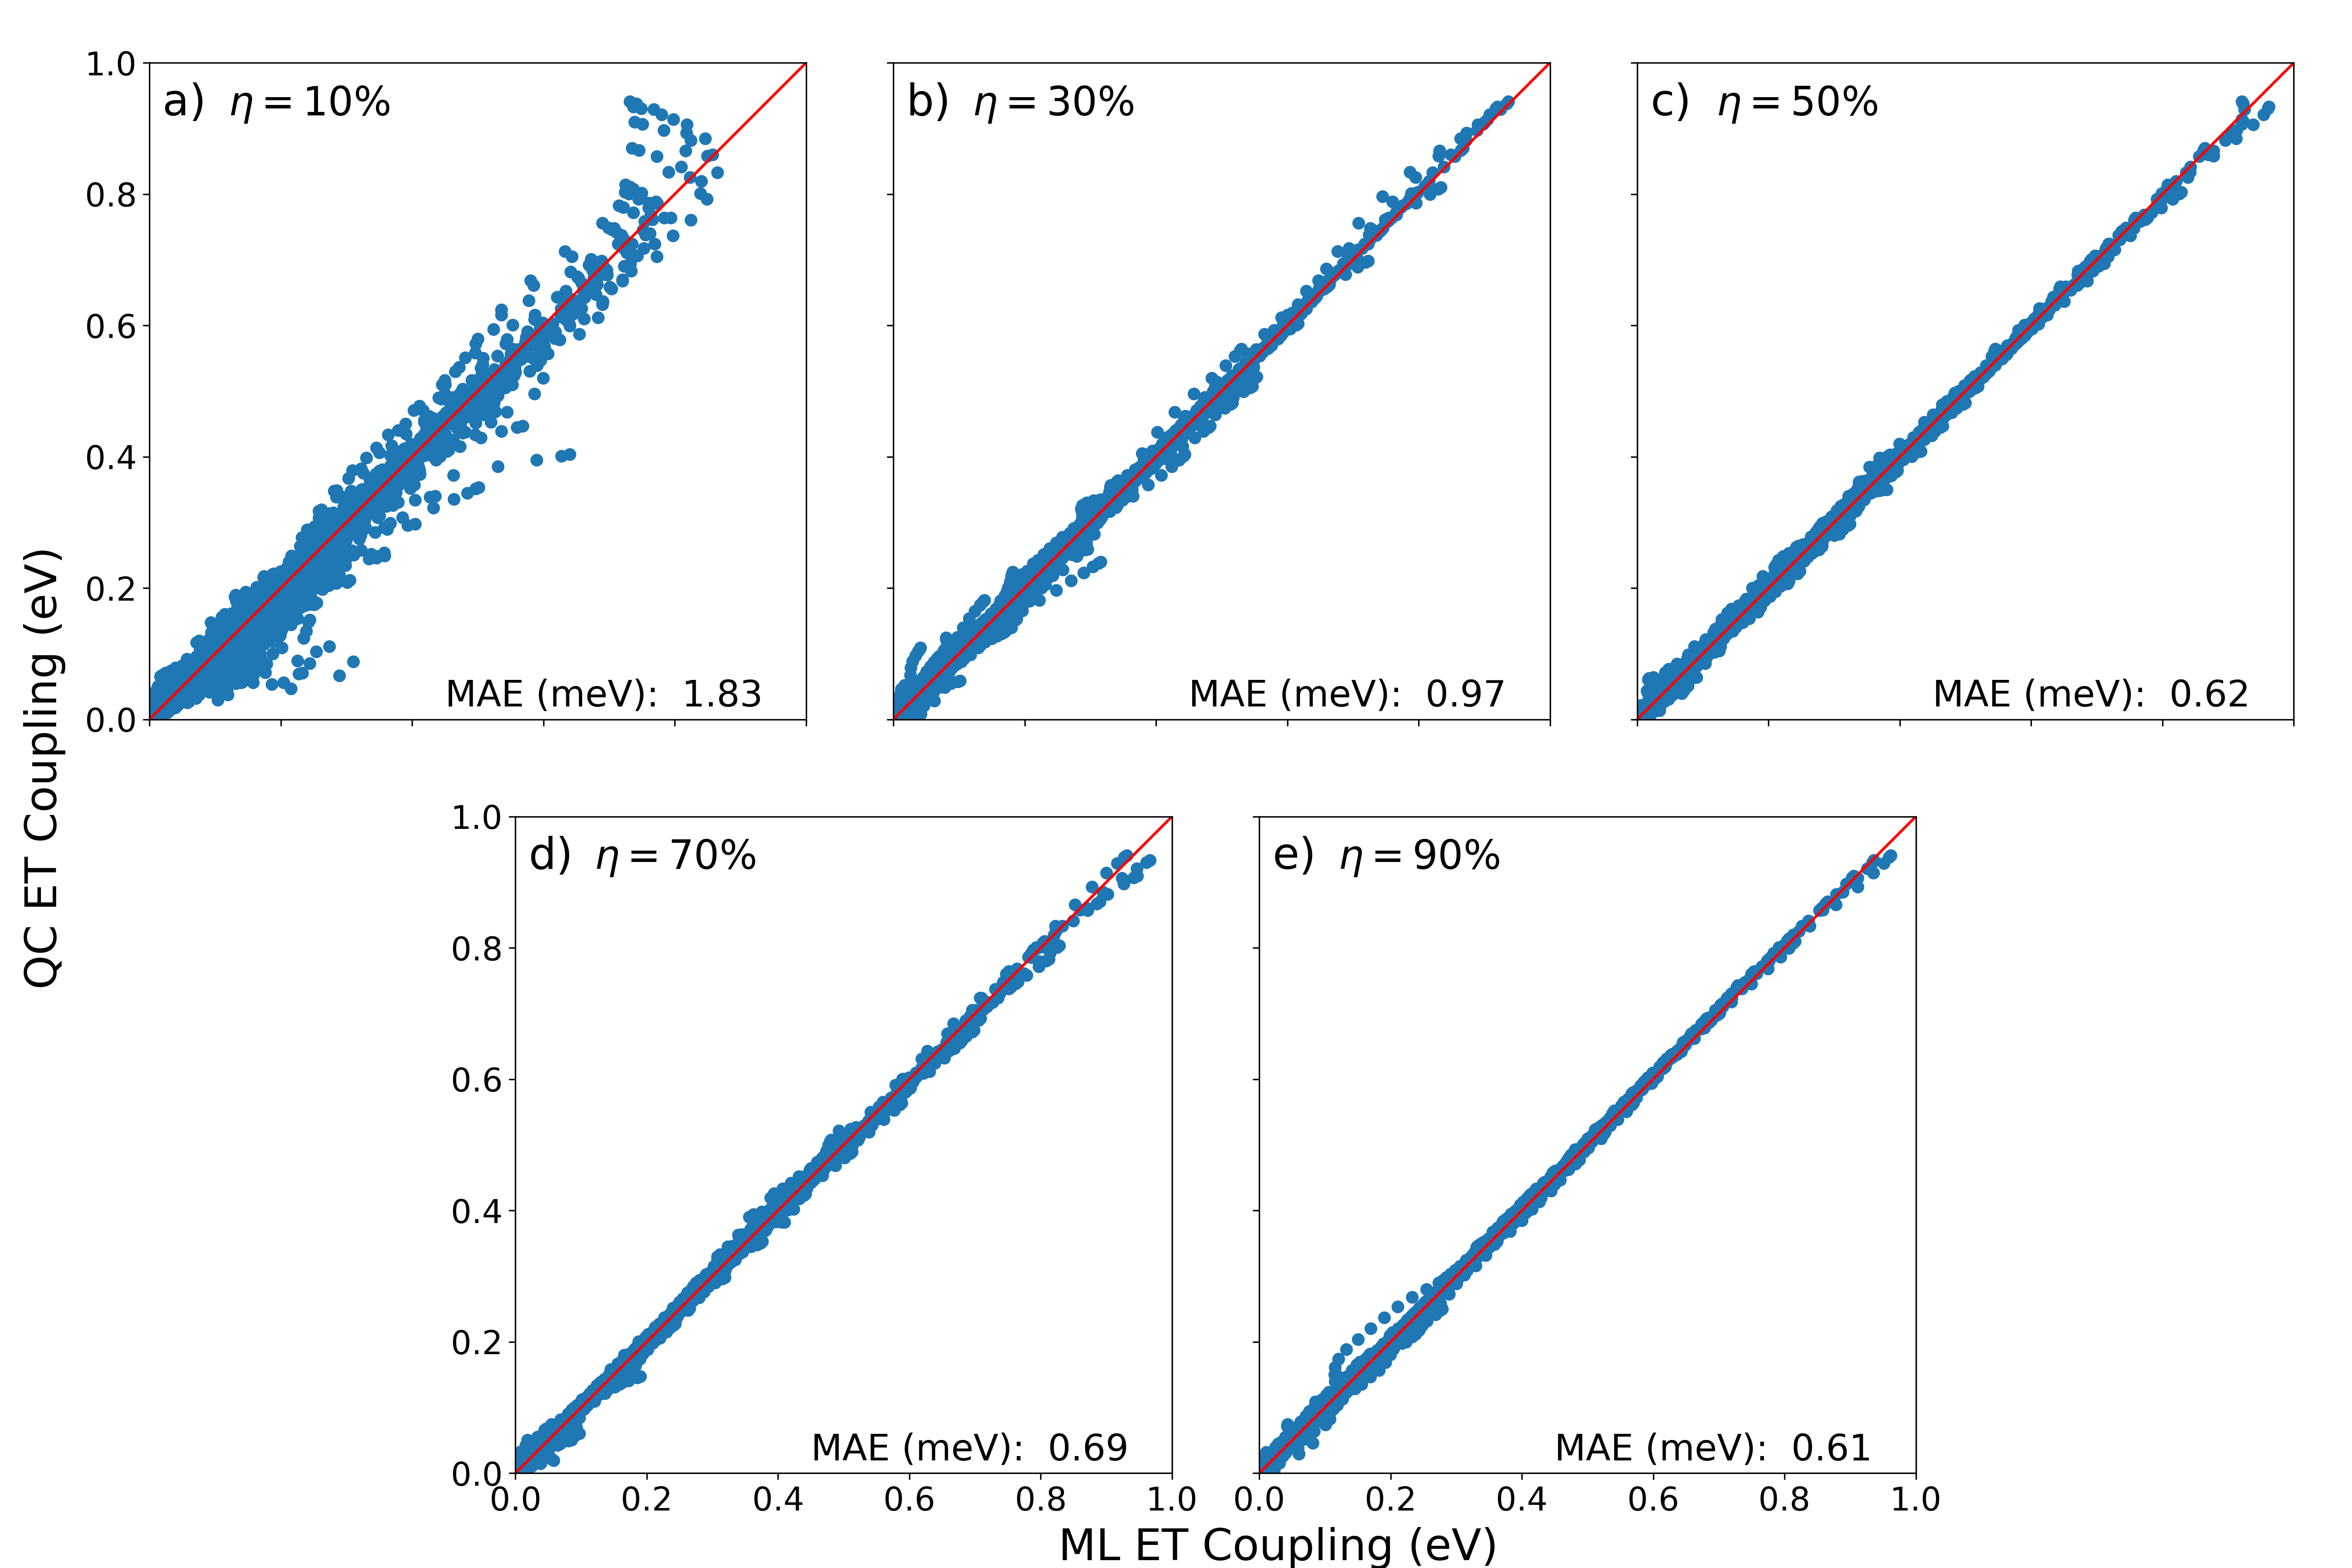 a) η = 10%
b) η = 30%
c) η = 50%
1.0
0.8
0.6
0.4
0.2
0.0
MAE (meV): 1.83
MAE (meV): 0.97
MAE (meV): 0.62
QC ET Coupling (eV)
d) η = 70%
e) η = 90%
1.0
0.8
0.6
0.4
0.2
0.0
MAE (meV): 0.69
MAE (meV): 0.61
0.0 0.2 0.4 0.6 0.8 1.0
0.0 0.2 0.4 0.6 0.8 1.0
ML ET Coupling (eV)